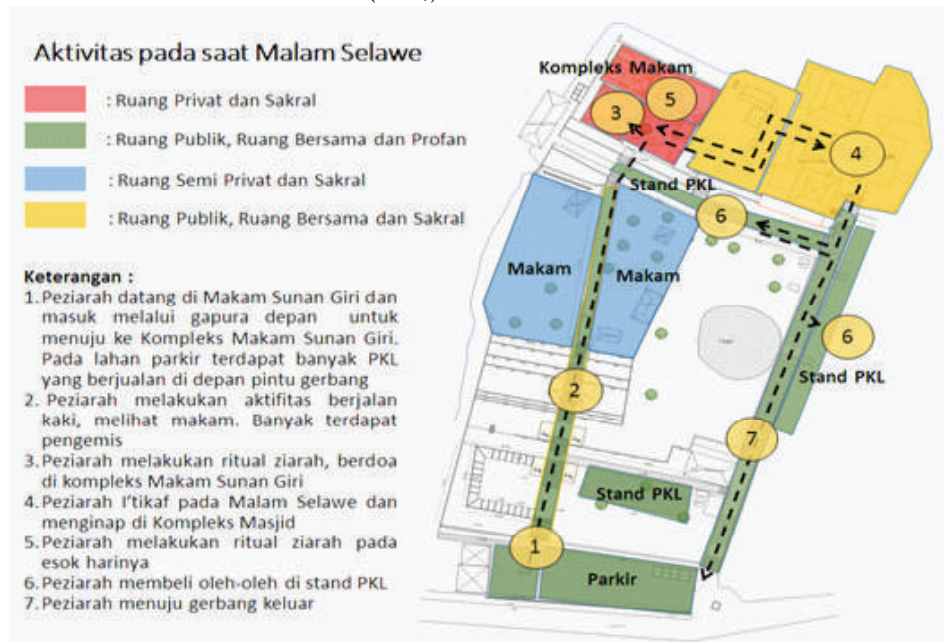 Aktivitas pada saat Malam Selawe
: Ruang Privat dan Sakral
: Ruang Publik, Ruang Bersama dan Profan
: Ruang Semi Privat dan Sakral
: Ruang Publik, Ruang Bersama dan Sakral
Keterangan :
1. Peziarah datang di Makam Sunan Giri dan
masuk melalui gapura depan untuk
menuju ke Kompleks Makam Sunan Giri.
Pada lahan parkir terdapat banyak PKL
yang berjualan di depan pintu gerbang
2. Peziarah melakukan aktifitas berjalan
kaki, melihat makam. Banyak terdapat
pengemis
3. Peziarah melakukan ritual ziarah, berdoa
di kompleks Makam Sunan Giri
4. Peziarah I'tikaf pada Malam Selawe dan
menginap di Kompleks Masjid
5. Peziarah melakukan ritual ziarah pada
esok harinya
6. Peziarah membeli oleh-oleh di stand PKL
7. Peziarah menuju gerbang keluar
Kompleks Makam
3
5
4
Stand PKL
6
Makam
Makam
6
Stand PKL
2
7
Stand PKL
1
Parkir